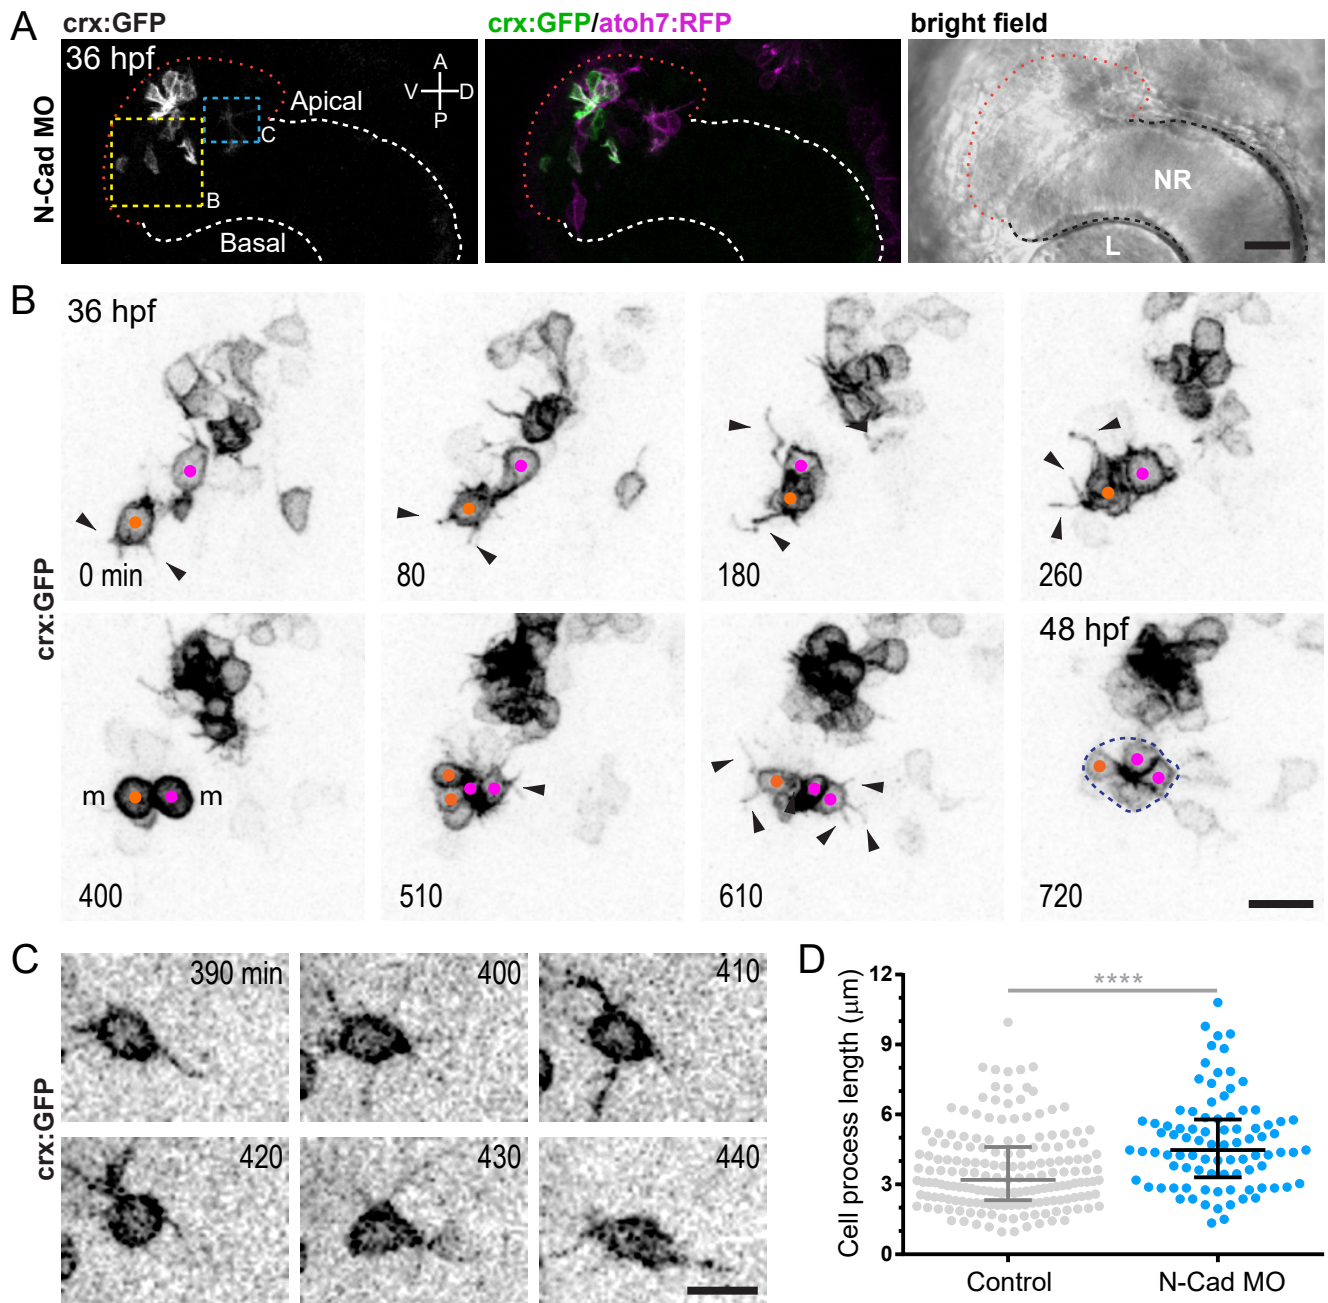 A
crx:GFP
crx:GFP/atoh7:RFP
bright field
N-Cad MO
36 hpf
A
V
D
P
Apical
C
B
Basal
NR
L
B
crx:GFP
36 hpf
0 min
80
180
260
m
m
400
510
610
48 hpf
720
C
crx:GFP
390 min
400
410
420
430
440
D
Cell process length (μm)
12
9
6
3
0
****
Control
N-Cad MO